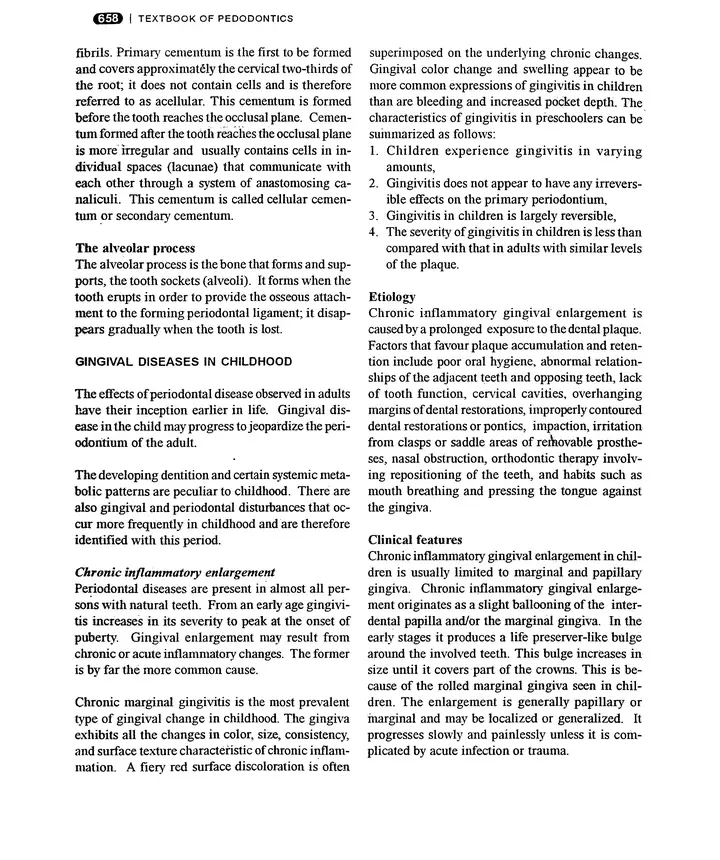 658 | TEXTBOOK OF PEDODONTICS
fibrils. Primary cementum is the first to be formed
and covers approximately the cervical two-thirds of
the root; it does not contain cells and is therefore
referred to as acellular. This cementum is formed
before the tooth reaches the occlusal plane. Cemen-
tum formed after the tooth reaches the occlusal plane
is more irregular and usually contains cells in in-
dividual spaces (lacunae) that communicate with
each other through a system of anastomosing ca-
naliculi. This cementum is called cellular cemen-
tum or secondary cementum.
The alveolar process
The alveolar process is the bone that forms and sup-
ports, the tooth sockets (alveoli). It forms when the
tooth erupts in order to provide the osseous attach-
ment to the forming periodontal ligament; it disap-
pears gradually when the tooth is lost.
GINGIVAL DISEASES IN CHILDHOOD
The effects of periodontal disease observed in adults
have their inception earlier in life. Gingival dis-
ease in the child may progress to jeopardize the peri-
odontium of the adult.
The developing dentition and certain systemic meta-
bolic patterns are peculiar to childhood. There are
also gingival and periodontal disturbances that oc-
cur more frequently in childhood and are therefore
identified with this period.
Chronic inflammatory enlargement
Periodontal diseases are present in almost all per-
sons with natural teeth. From an early age gingivi-
tis increases in its severity to peak at the onset of
puberty. Gingival enlargement may result from
chronic or acute inflammatory changes. The former
is by far the more common cause.
Chronic marginal gingivitis is the most prevalent
type of gingival change in childhood. The gingiva
exhibits all the changes in color, size, consistency,
and surface texture characteristic of chronic inflam-
mation. A fiery red surface discoloration is often
superimposed on the underlying chronic changes.
Gingival color change and swelling appear to be
more common expressions of gingivitis in children
than are bleeding and increased pocket depth. The
characteristics of gingivitis in preschoolers can be
summarized as follows:
1. Children experience gingivitis in varying
amounts,
2. Gingivitis does not appear to have any irrevers-
ible effects on the primary periodontium,
3. Gingivitis in children is largely reversible,
4. The severity of gingivitis in children is less than
compared with that in adults with similar levels
of the plaque.
Etiology
Chronic inflammatory gingival enlargement is
caused by a prolonged exposure to the dental plaque.
Factors that favour plaque accumulation and reten-
tion include poor oral hygiene, abnormal relation-
ships of the adjacent teeth and opposing teeth, lack
of tooth function, cervical cavities, overhanging
margins of dental restorations, improperly contoured
dental restorations or pontics, impaction, irritation
from clasps or saddle areas of removable prosthe-
ses, nasal obstruction, orthodontic therapy involv-
ing repositioning of the teeth, and habits such as
mouth breathing and pressing the tongue against
the gingiva.
Clinical features
Chronic inflammatory gingival enlargement in chil-
dren is usually limited to marginal and papillary
gingiva. Chronic inflammatory gingival enlarge-
ment originates as a slight ballooning of the inter-
dental papilla and/or the marginal gingiva. In the
early stages it produces a life preserver-like bulge
around the involved teeth. This bulge increases in
size until it covers part of the crowns. This is be-
cause of the rolled marginal gingiva seen in chil-
dren. The enlargement is generally papillary or
marginal and may be localized or generalized. It
progresses slowly and painlessly unless it is com-
plicated by acute infection or trauma.